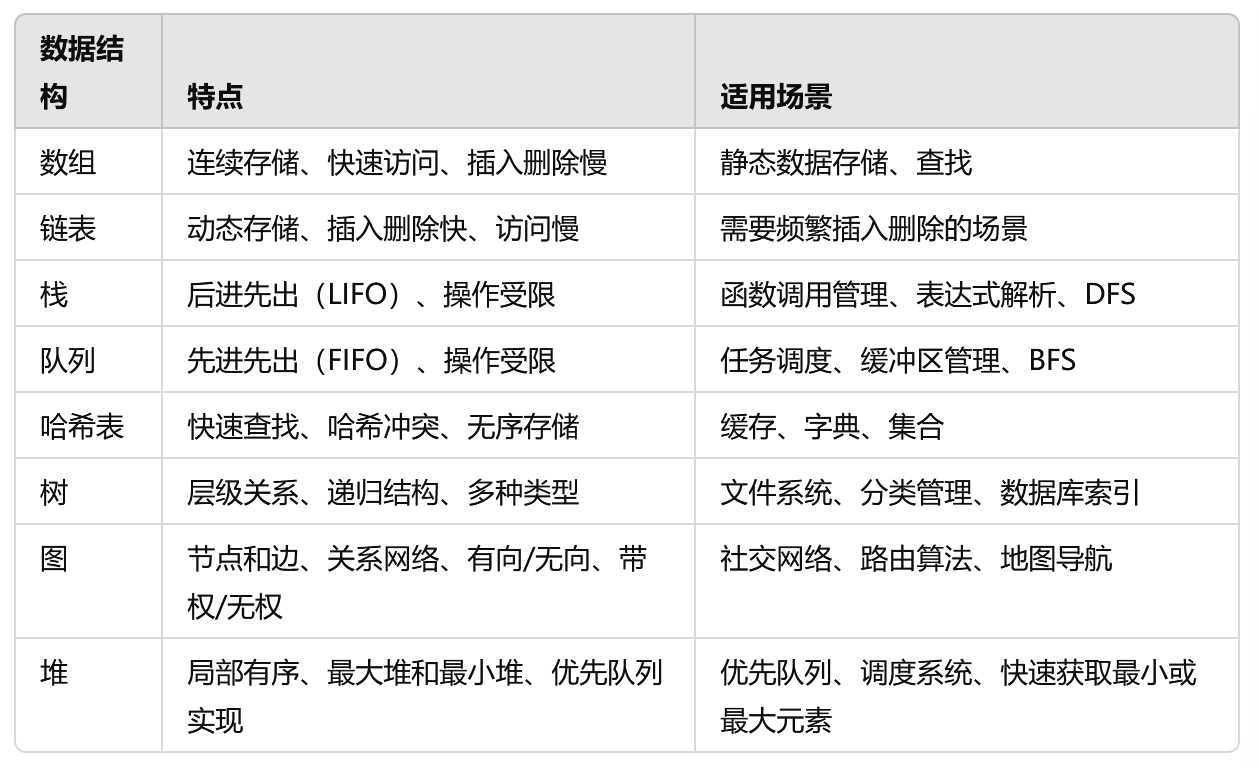 数据结
构
特点
适用场景
数组
连续存储、快速访问、插入删除慢
静态数据存储、查找
链表
动态存储、插入删除快、访问慢
需要频繁插入删除的场景
栈
后进先出（LIFO）、操作受限
函数调用管理、表达式解析、DFS
队列
先进先出（FIFO）、操作受限
任务调度、缓冲区管理、BFS
哈希表
快速查找、哈希冲突、无序存储
缓存、字典、集合
树
层级关系、递归结构、多种类型
文件系统、分类管理、数据库索引
图
节点和边、关系网络、有向/无向、带
权/无权
社交网络、路由算法、地图导航
堆
局部有序、最大堆和最小堆、优先队列
实现
优先队列、调度系统、快速获取最小或
最大元素